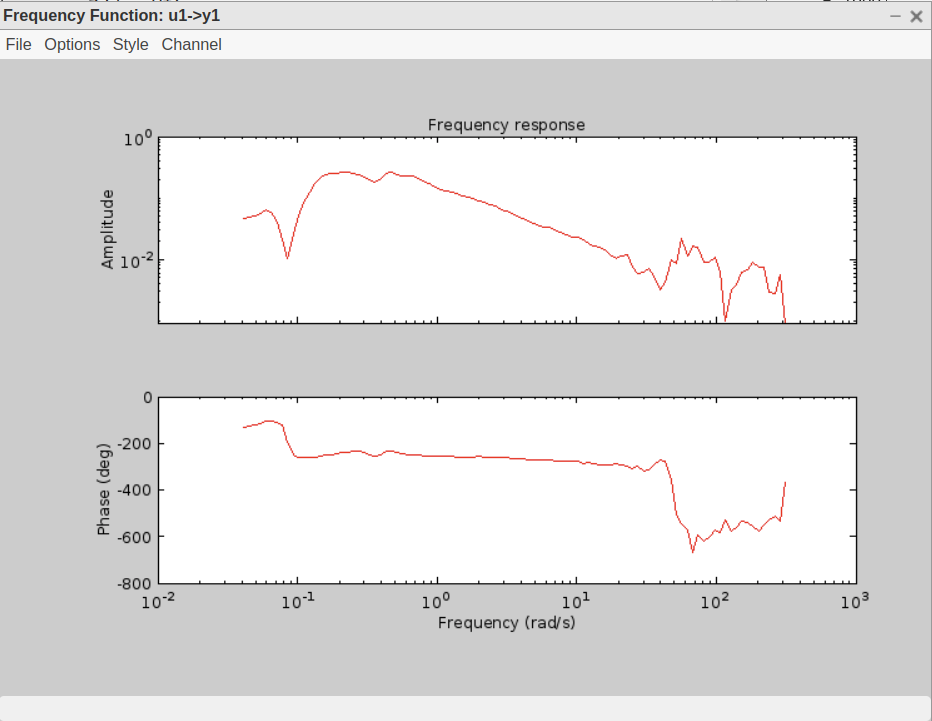 Frequency Function: u1->y1
File Options Style Channel
Frequency response
10^0
Amplitude
10^-2
0
-200
Phase (deg)
-400
-600
-800
10^-2 10^-1 10^0 10^1 10^2 10^3
Frequency (rad/s)